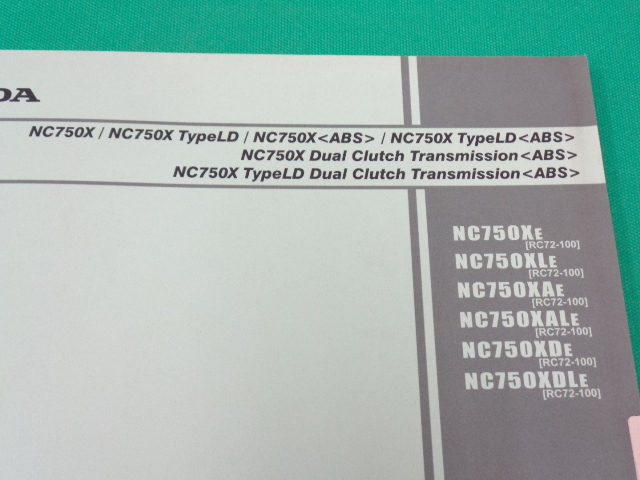 DA
NC750X / NC750X TypeLD / NC750X<ABS> / NC750X TypeLD<ABS>
NC750X Dual Clutch Transmission<ABS>
NC750X TypeLD Dual Clutch Transmission<ABS>
NC750XE
[RC72-100]
NC750XLE
[RC72-100]
NC750XAE
[RC72-100]
NC750XALE
[RC72-100]
NC750XDE
[RC72-100]
NC750XDLE
[RC72-100]